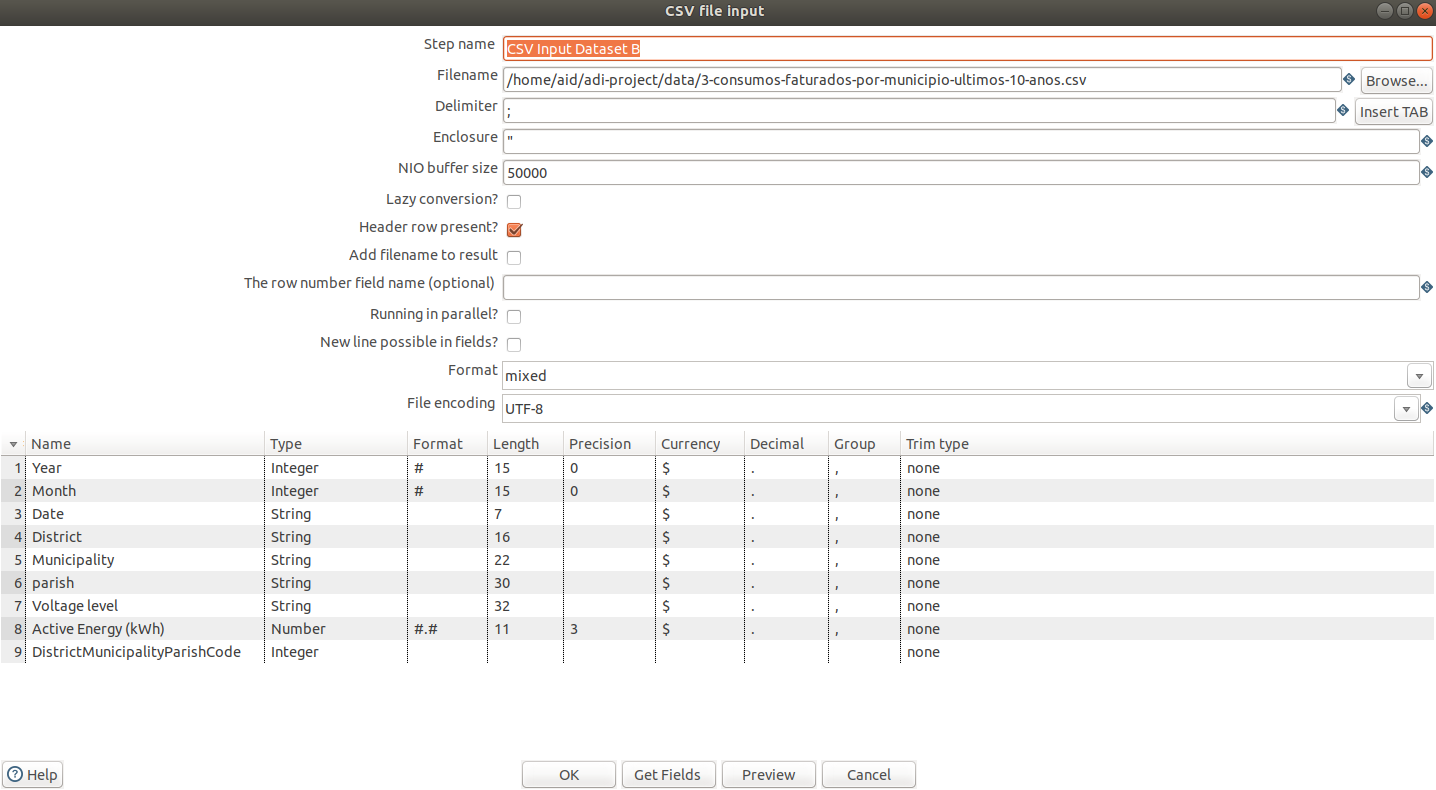 CSV file input
Step name CSV Input Dataset B
Filename /home/aid/adi-project/data/3-consumos-faturados-por-municipio-ultimos-10-anos.csv Browse...
Delimiter ; Insert TAB
Enclosure "
NIO buffer size 50000
Lazy conversion?
Header row present?
Add filename to result
The row number field name (optional)
Running in parallel?
New line possible in fields?
Format mixed
File encoding UTF-8
Name Type Format Length Precision Currency Decimal Group Trim type
1 Year Integer # 15 0 $ . , none
2 Month Integer # 15 0 $ . , none
3 Date String 7 $ . , none
4 District String 16 $ . , none
5 Municipality String 22 $ . , none
6 parish String 30 $ . , none
7 Voltage level String 32 $ . , none
8 Active Energy (kWh) Number #.# 11 3 $ . , none
9 DistrictMunicipalityParishCode Integer none
Help OK Get Fields Preview Cancel